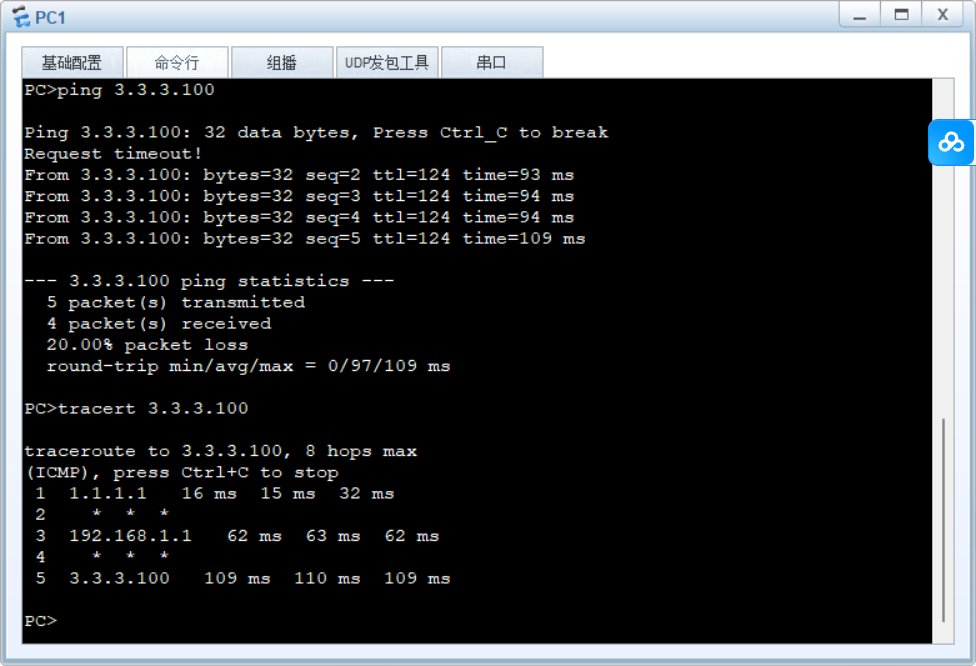 PC1
基础配置 命令行 组播 UDP发包工具 串口
PC>ping 3.3.3.100
Ping 3.3.3.100: 32 data bytes, Press Ctrl_C to break
Request timeout!
From 3.3.3.100: bytes=32 seq=2 ttl=124 time=93 ms
From 3.3.3.100: bytes=32 seq=3 ttl=124 time=94 ms
From 3.3.3.100: bytes=32 seq=4 ttl=124 time=94 ms
From 3.3.3.100: bytes=32 seq=5 ttl=124 time=109 ms
--- 3.3.3.100 ping statistics ---
5 packet(s) transmitted
4 packet(s) received
20.00% packet loss
round-trip min/avg/max = 0/97/109 ms
PC>tracert 3.3.3.100
traceroute to 3.3.3.100, 8 hops max
(ICMP), press Ctrl+C to stop
1 1.1.1.1 16 ms 15 ms 32 ms
2 * * *
3 192.168.1.1 62 ms 63 ms 62 ms
4 * * *
5 3.3.3.100 109 ms 110 ms 109 ms
PC>